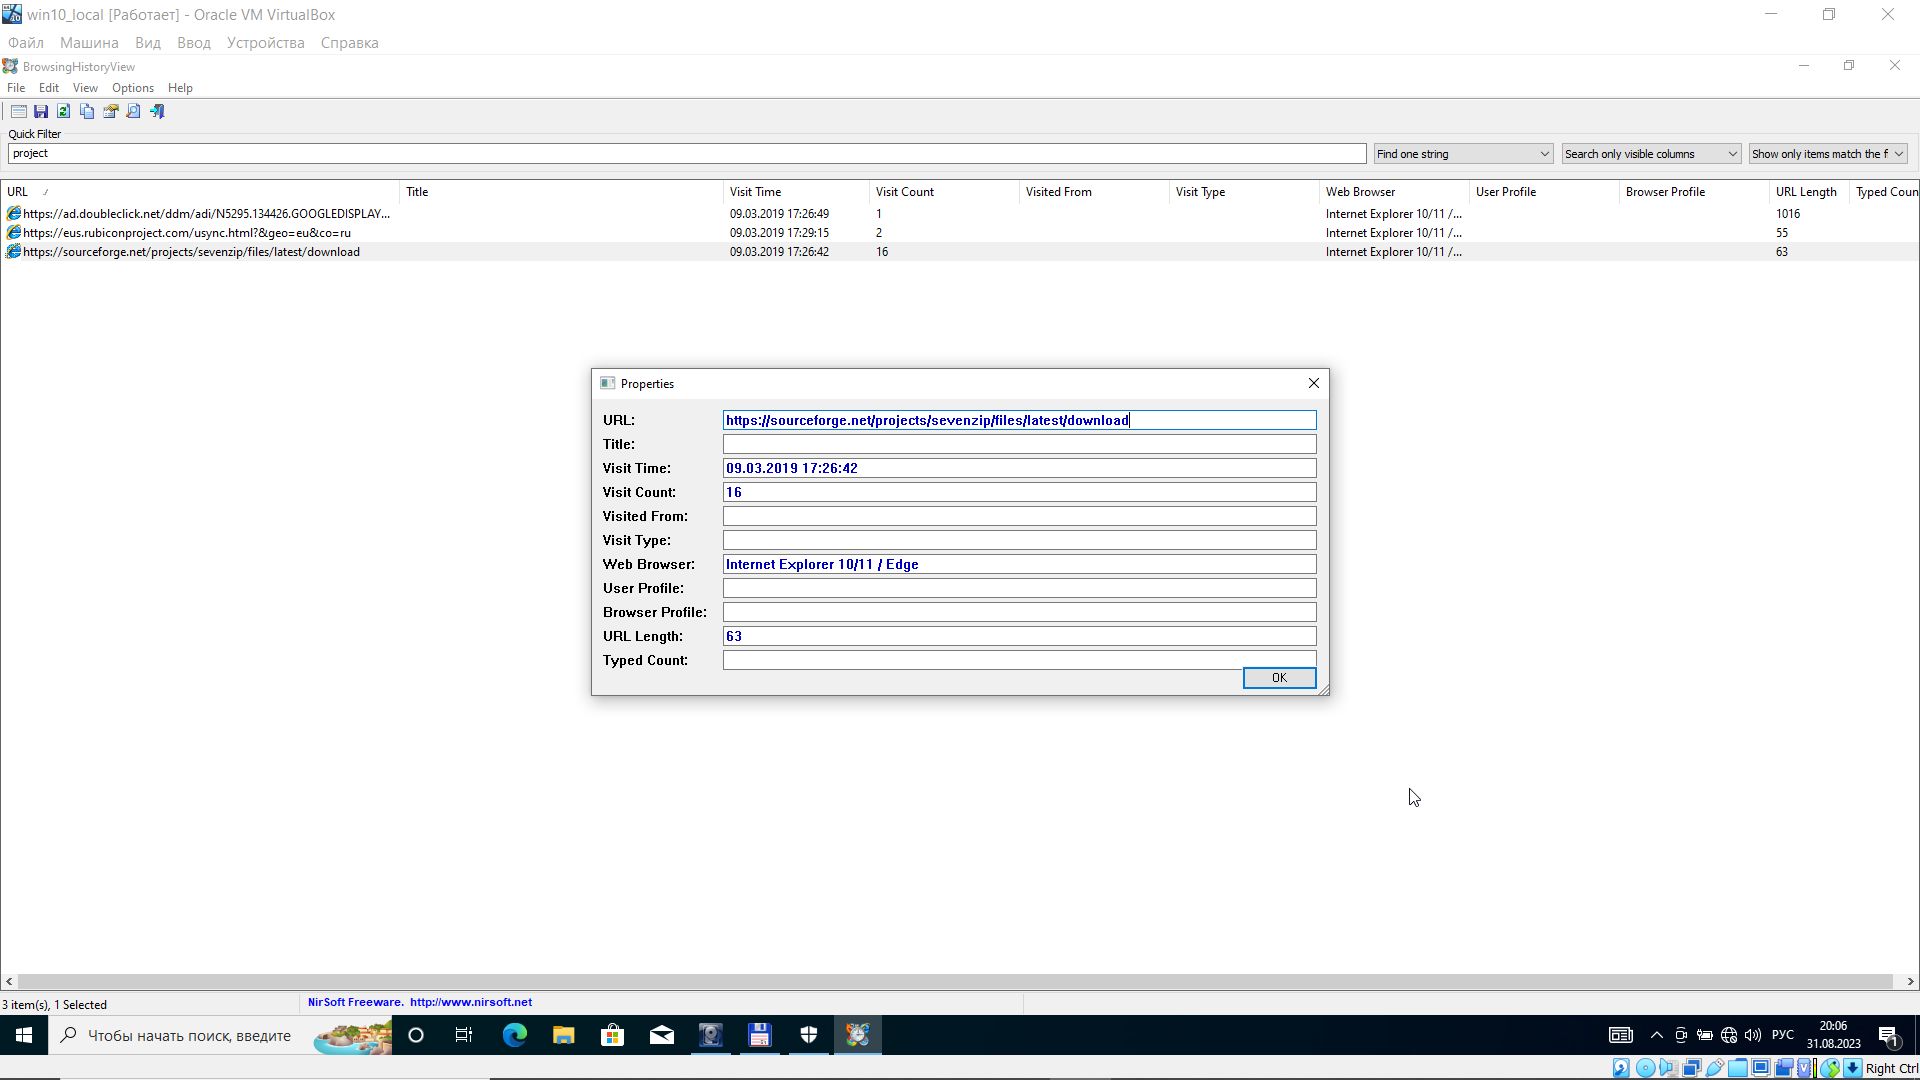 win10_local [Работает] - Oracle VM VirtualBox
Файл Машина Вид Ввод Устройства Справка
BrowsingHistoryView
File Edit View Options Help
Quick Filter
project Find one string Search only visible columns Show only items match the f
URL Title Visit Time Visit Count Visited From Visit Type Web Browser User Profile Browser Profile URL Length Typed Coun
https://ad.doubleclick.net/ddm/adi/N5295.134426.GOOGLEDISPLAY... 09.03.2019 17:26:49 1 Internet Explorer 10/11 /... 1016
https://eus.rubiconproject.com/usync.html?&geo=eu&co=ru 09.03.2019 17:29:15 2 Internet Explorer 10/11 /... 55
https://sourceforge.net/projects/sevenzip/files/latest/download 09.03.2019 17:26:42 16 Internet Explorer 10/11 /... 63
Properties
URL: https://sourceforge.net/projects/sevenzip/files/latest/download
Title:
Visit Time: 09.03.2019 17:26:42
Visit Count: 16
Visited From:
Visit Type:
Web Browser: Internet Explorer 10/11 / Edge
User Profile:
Browser Profile:
URL Length: 63
Typed Count:
OK
3 item(s), 1 Selected NirSoft Freeware. http://www.nirsoft.net
Чтобы начать поиск, введите РУС 20:06
31.08.2023 1
Right Ctrl